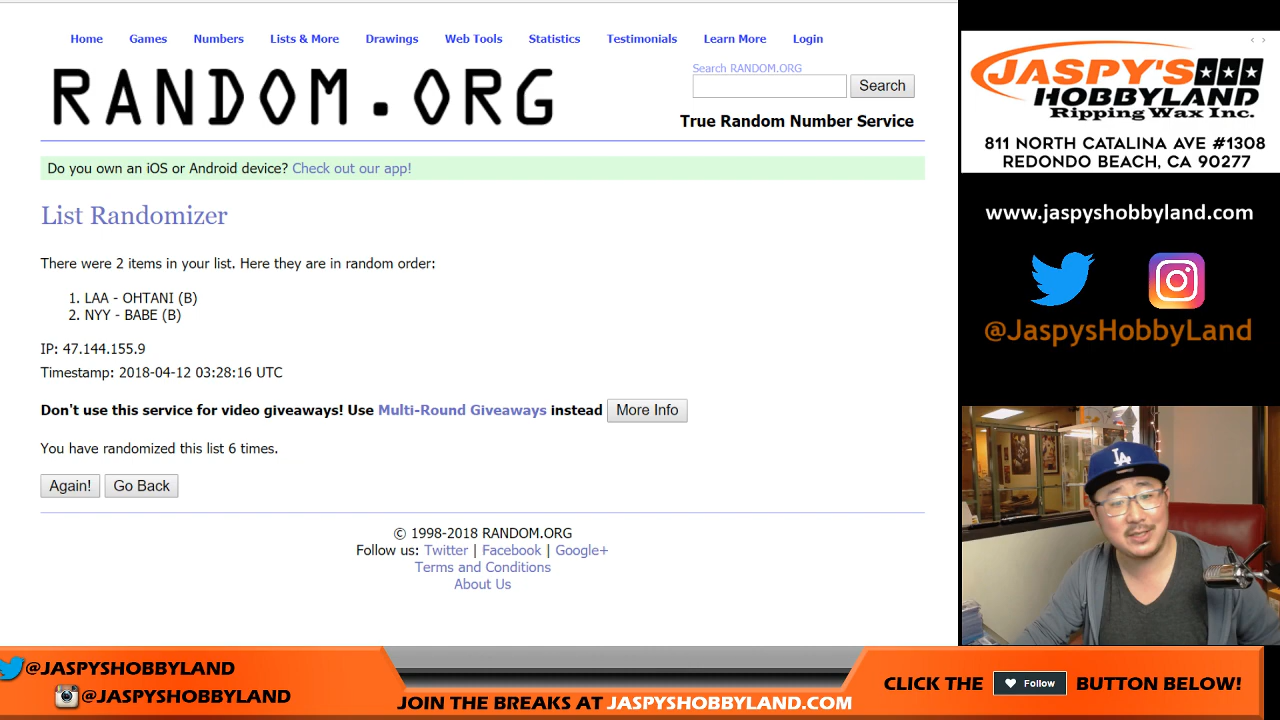 Home Games Numbers Lists & More Drawings Web Tools Statistics Testimonials Learn More Login
RANDOM.ORG
Search RANDOM.ORG
Search
True Random Number Service
Do you own an iOS or Android device? Check out our app!
List Randomizer
There were 2 items in your list. Here they are in random order:
1. LAA - OHTANI (B)
2. NYY - BABE (B)
IP: 47.144.155.9
Timestamp: 2018-04-12 03:28:16 UTC
Don't use this service for video giveaways! Use Multi-Round Giveaways instead More Info
You have randomized this list 6 times.
Again! Go Back
© 1998-2018 RANDOM.ORG
Follow us: Twitter | Facebook | Google+
Terms and Conditions
About Us
JASPY'S
HOBBYLAND
Ripping Wax Inc.
811 NORTH CATALINA AVE #1308
REDONDO BEACH, CA 90277
www.jaspyshobbyland.com
@JaspysHobbyLand
LA
@JASPYSHOBBYLAND
@JASPYSHOBBYLAND
JOIN THE BREAKS AT JASPYSHOBBYLAND.COM
CLICK THE Follow BUTTON BELOW!